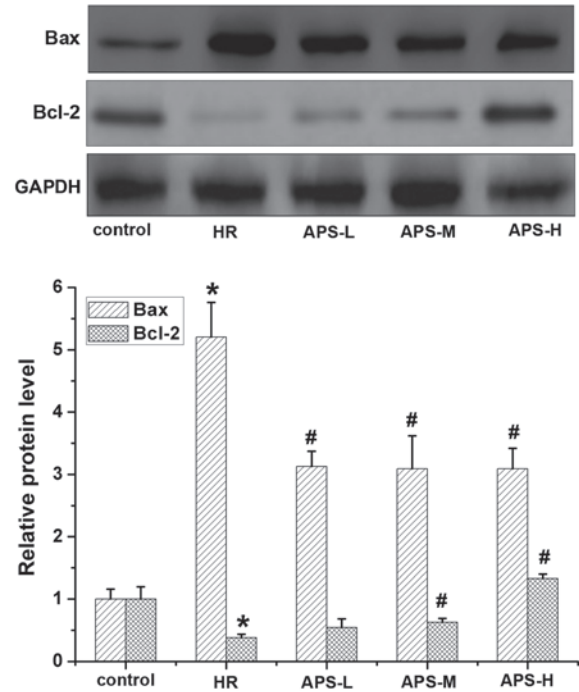 Bax
Bcl-2
GAPDH
control HR APS-L APS-M APS-H
6
5
4
3
2
1
0
Relative protein level
Bax
Bcl-2
*
*
#
#
#
#
#
control HR APS-L APS-M APS-H